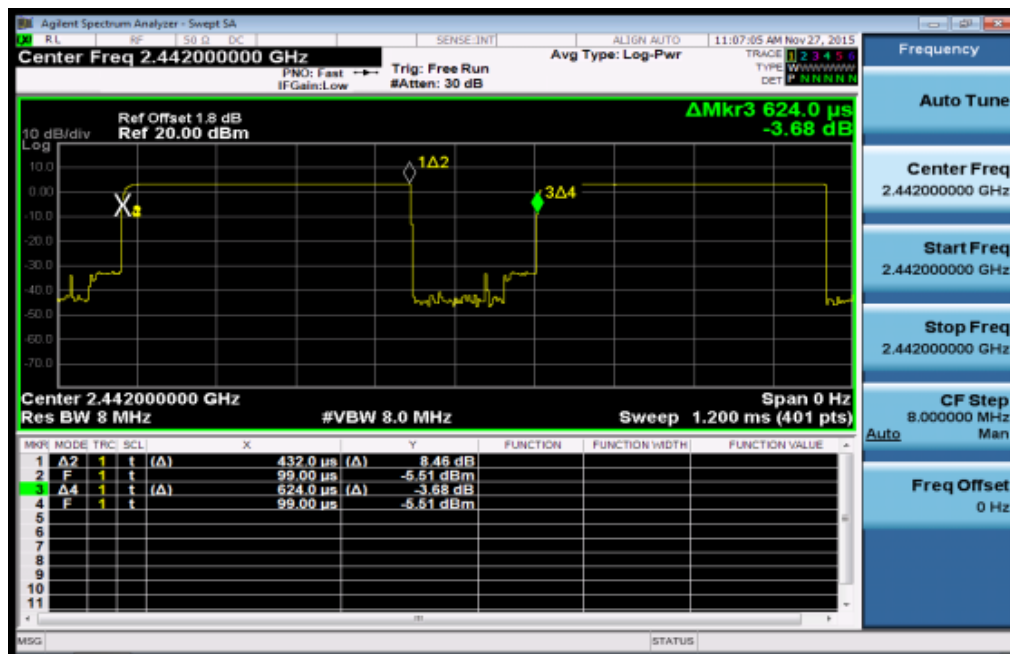 Agilent Spectrum Analyzer - Swept SA
RL RF 50 Ω DC SENSE:INT ALIGN AUTO 11:07:05 AM Nov 27, 2015
Center Freq 2.442000000 GHz
Avg Type: Log-Pwr
TRACE 1 2 3 4 5 6
TYPE W
DET P N N N N N
PNO: Fast
IFGain:Low
Trig: Free Run
#Atten: 30 dB
Ref Offset 1.8 dB
Ref 20.00 dBm
10 dB/div
Log
ΔMkr3 624.0 µs
-3.68 dB
10.0
0.00
-10.0
-20.0
-30.0
-40.0
-50.0
-60.0
-70.0
1Δ2
3Δ4
Center 2.442000000 GHz
Span 0 Hz
Res BW 8 MHz
#VBW 8.0 MHz
Sweep 1.200 ms (401 pts)
MKR MODE TRC SCL X Y FUNCTION FUNCTION WIDTH FUNCTION VALUE
1 Δ2 1 t (Δ) 432.0 µs (Δ) 8.46 dB
2 F 1 t 99.00 µs -5.51 dBm
3 Δ4 1 t (Δ) 624.0 µs (Δ) -3.68 dB
4 F 1 t 99.00 µs -5.51 dBm
5
6
7
8
9
10
11
MSG STATUS
Frequency
Auto Tune
Center Freq
2.442000000 GHz
Start Freq
2.442000000 GHz
Stop Freq
2.442000000 GHz
CF Step
8.000000 MHz
Auto Man
Freq Offset
0 Hz